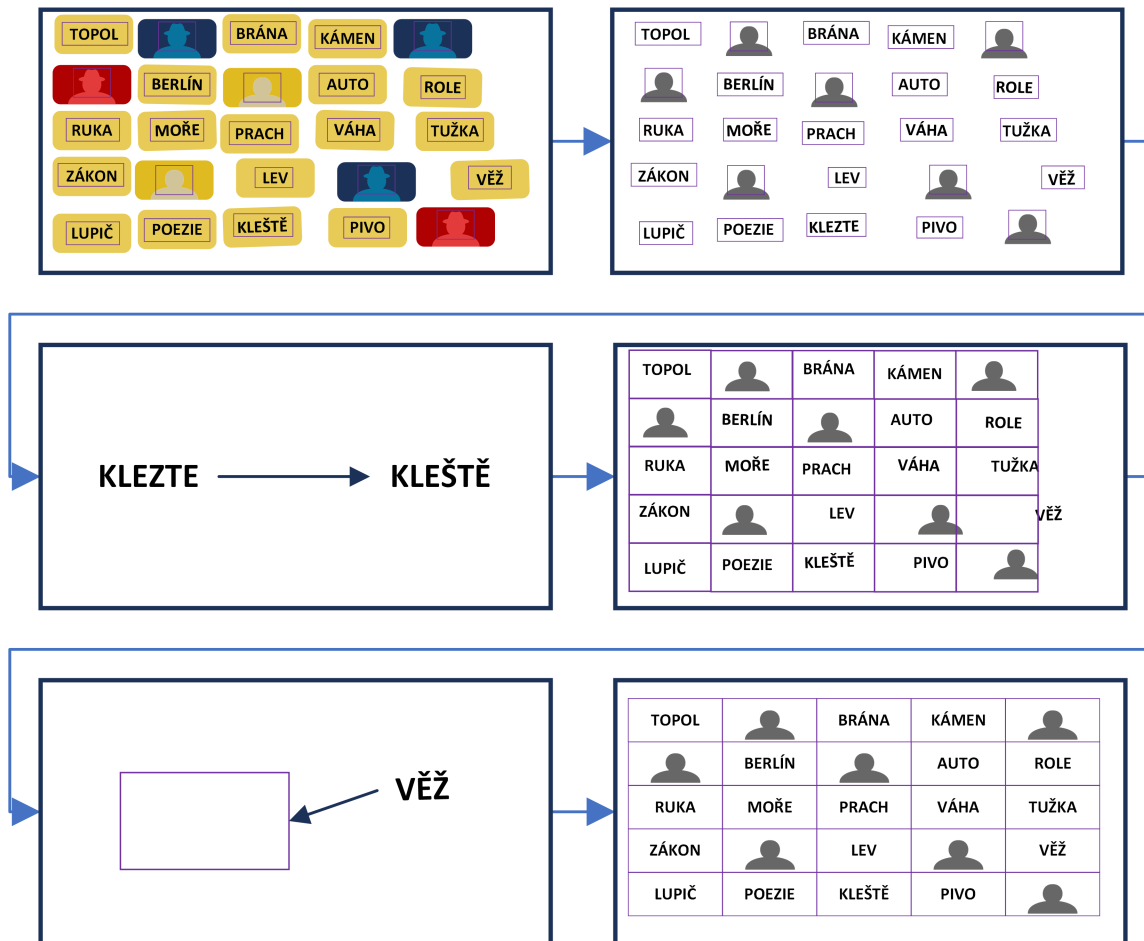 TOPOL BRÁNA KÁMEN
BERLÍN AUTO ROLE
RUKA MOŘE PRACH VÁHA TUŽKA
ZÁKON LEV VĚŽ
LUPIČ POEZIE KLEŠTĚ PIVO
TOPOL BRÁNA KÁMEN
BERLÍN AUTO ROLE
RUKA MOŘE PRACH VÁHA TUŽKA
ZÁKON LEV VĚŽ
LUPIČ POEZIE KLEZTE PIVO
KLEZTE KLEŠTĚ
TOPOL BRÁNA KÁMEN
BERLÍN AUTO ROLE
RUKA MOŘE PRACH VÁHA TUŽKA
ZÁKON LEV VĚŽ
LUPIČ POEZIE KLEŠTĚ PIVO
VĚŽ
TOPOL BRÁNA KÁMEN
BERLÍN AUTO ROLE
RUKA MOŘE PRACH VÁHA TUŽKA
ZÁKON LEV VĚŽ
LUPIČ POEZIE KLEŠTĚ PIVO